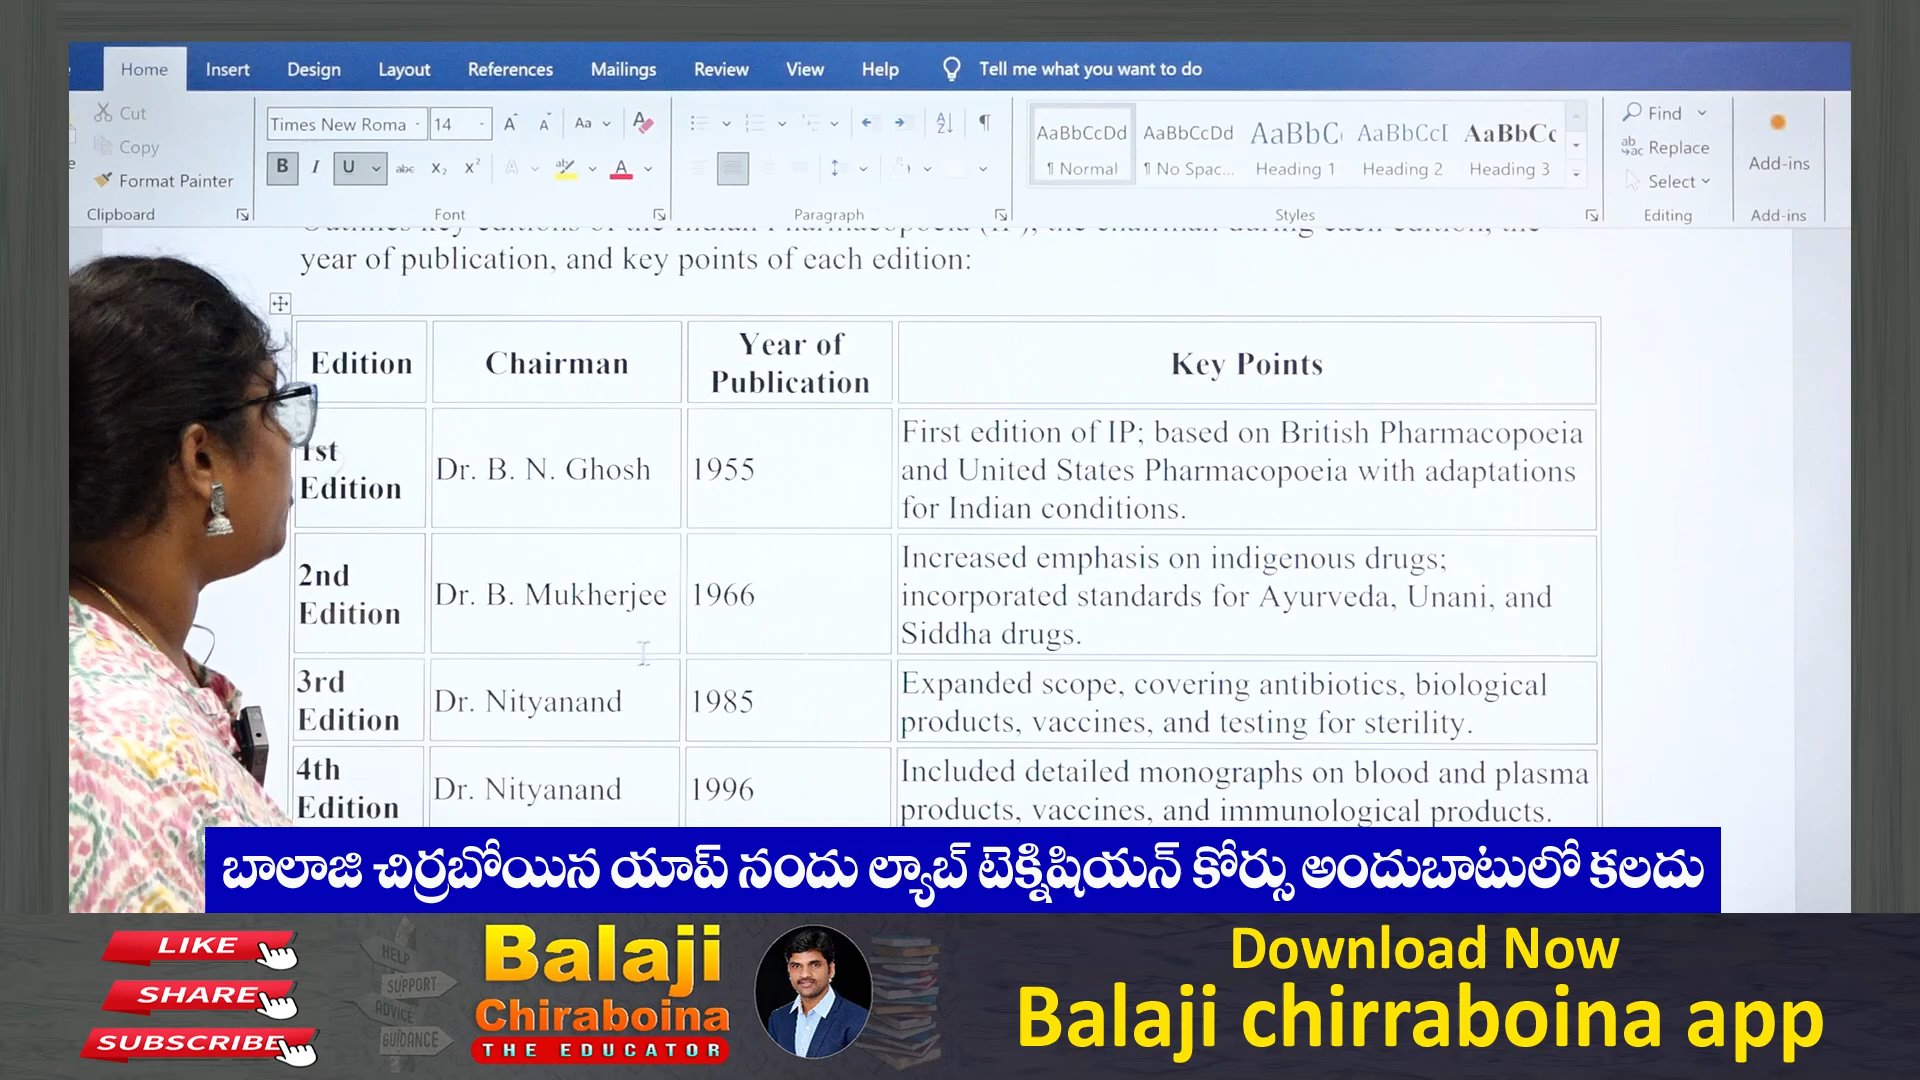 Home Insert Design Layout References Mailings Review View Help Tell me what you want to do
Cut
Copy
Format Painter
Clipboard
Times New Roma 14
B I U abc X₂ X² A A
Font
Paragraph
AaBbCcDd AaBbCcDd AaBbC AaBbCcI AaBbCc
¶ Normal ¶ No Spac... Heading 1 Heading 2 Heading 3
Styles
Find
Replace
Select
Editing
Add-ins
Add-ins
year of publication, and key points of each edition:
Edition
Chairman
Year of
Publication
Key Points
1st
Edition
Dr. B. N. Ghosh
1955
First edition of IP; based on British Pharmacopoeia
and United States Pharmacopoeia with adaptations
for Indian conditions.
2nd
Edition
Dr. B. Mukherjee
1966
Increased emphasis on indigenous drugs;
incorporated standards for Ayurveda, Unani, and
Siddha drugs.
3rd
Edition
Dr. Nityanand
1985
Expanded scope, covering antibiotics, biological
products, vaccines, and testing for sterility.
4th
Edition
Dr. Nityanand
1996
Included detailed monographs on blood and plasma
products, vaccines, and immunological products.
బాలాజి చిర్రబోయిన యాప్ నందు ల్యాబ్ టెక్నిషియన్ కోర్సు అందుబాటులో కలదు
LIKE
SHARE
SUBSCRIBE
HELP
SUPPORT
ADVICE
GUIDANCE
Balaji
Chiraboina
THE EDUCATOR
Download Now
Balaji chirraboina app